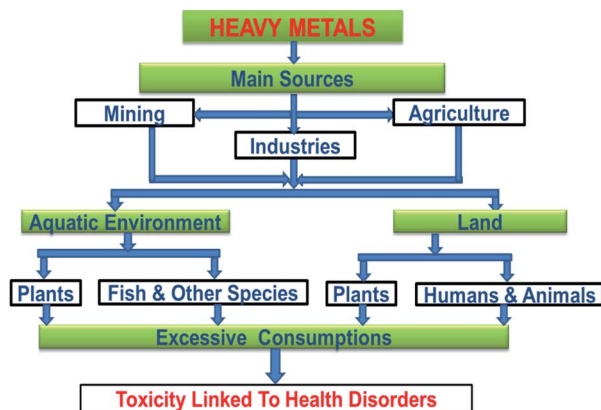 HEAVY METALS
Main Sources
Mining
Agriculture
Industries
Aquatic Environment
Land
Plants
Fish & Other Species
Plants
Humans & Animals
Excessive Consumptions
Toxicity Linked To Health Disorders